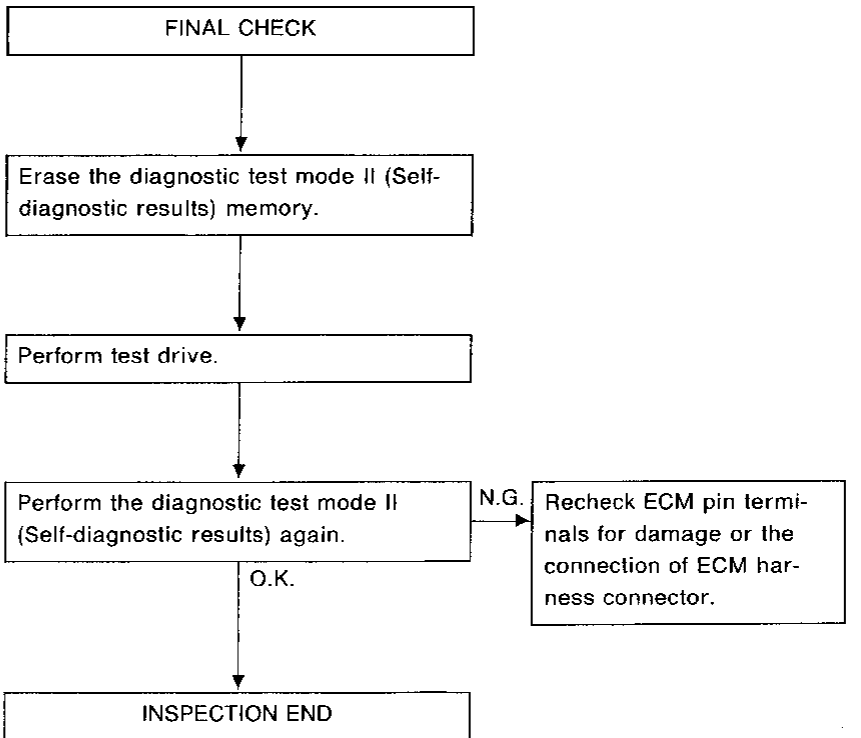 FINAL CHECK
Erase the diagnostic test mode II (Self-
diagnostic results) memory.
Perform test drive.
Perform the diagnostic test mode II
(Self-diagnostic results) again.
N.G.
Recheck ECM pin termi-
nals for damage or the
connection of ECM har-
ness connector.
O.K.
INSPECTION END